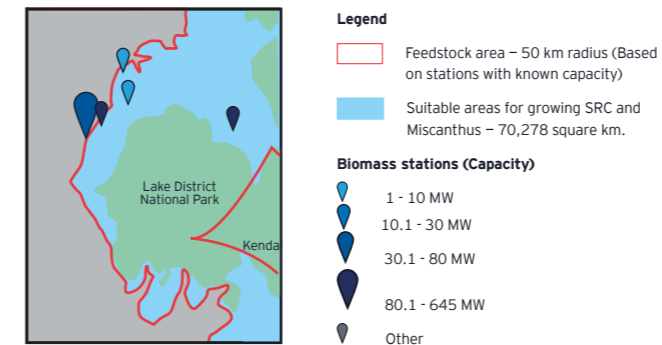 Legend
Feedstock area – 50 km radius (Based
on stations with known capacity)
Suitable areas for growing SRC and
Miscanthus – 70,278 square km.
Biomass stations (Capacity)
1 - 10 MW
10.1 - 30 MW
30.1 - 80 MW
80.1 - 645 MW
Other
Lake District
National Park
Kenda